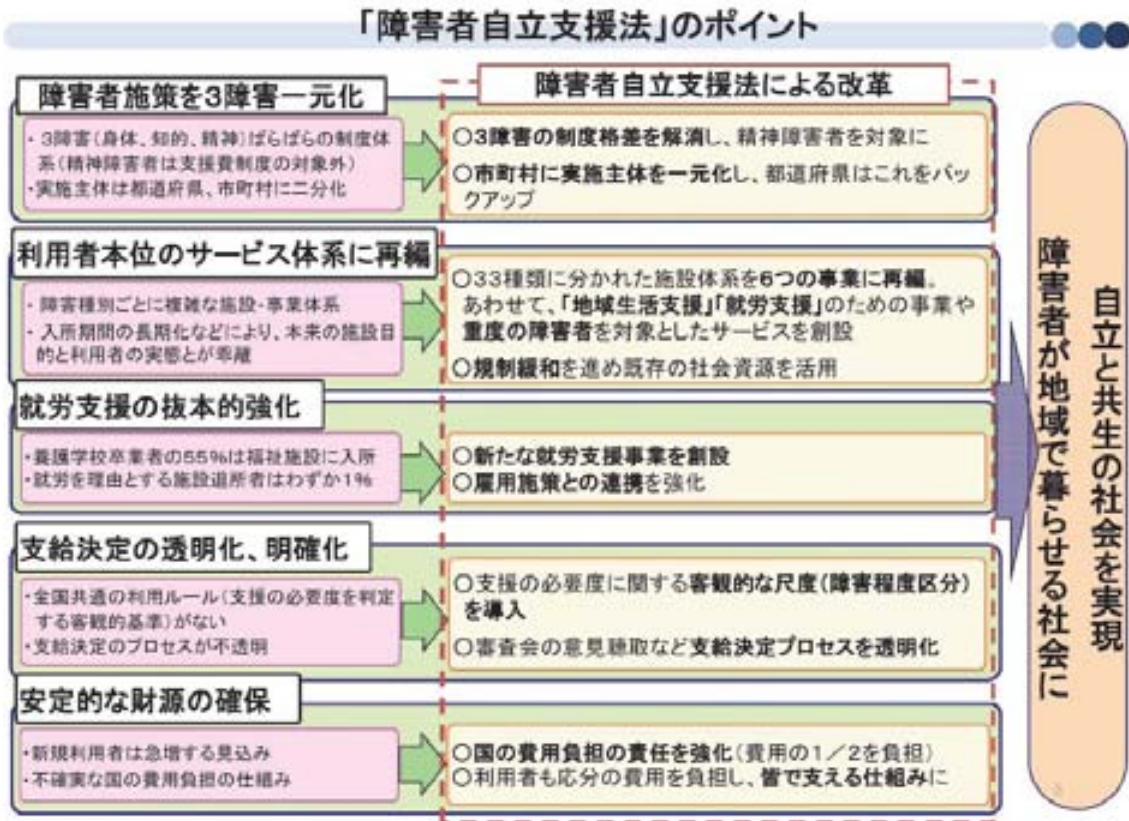 「障害者自立支援法」のポイント
障害者自立支援法による改革
障害者施策を3障害一元化
・3障害(身体、知的、精神)ばらばらの制度体
系(精神障害者は支援費制度の対象外)
・実施主体は都道府県、市町村に二分化
○3障害の制度格差を解消し、精神障害者を対象に
○市町村に実施主体を一元化し、都道府県はこれをバック
アップ
利用者本位のサービス体系に再編
・障害種別ごとに複雑な施設・事業体系
・入所期間の長期化などにより、本来の施設目
的と利用者の実態とが乖離
○33種類に分かれた施設体系を6つの事業に再編。
あわせて、「地域生活支援」「就労支援」のための事業や
重度の障害者を対象としたサービスを創設
○規制緩和を進め既存の社会資源を活用
就労支援の抜本的強化
・養護学校卒業者の55%は福祉施設に入所
・就労を理由とする施設退所者はわずか1%
○新たな就労支援事業を創設
○雇用施策との連携を強化
支給決定の透明化、明確化
・全国共通の利用ルール(支援の必要度を判定
する客観的基準)がない
・支給決定のプロセスが不透明
○支援の必要度に関する客観的な尺度(障害程度区分)
を導入
○審査会の意見聴取など支給決定プロセスを透明化
安定的な財源の確保
・新規利用者は急増する見込み
・不確実な国の費用負担の仕組み
○国の費用負担の責任を強化(費用の1/2を負担)
○利用者も応分の費用を負担し、皆で支える仕組みに
自立と共生の社会を実現
障害者が地域で暮らせる社会に